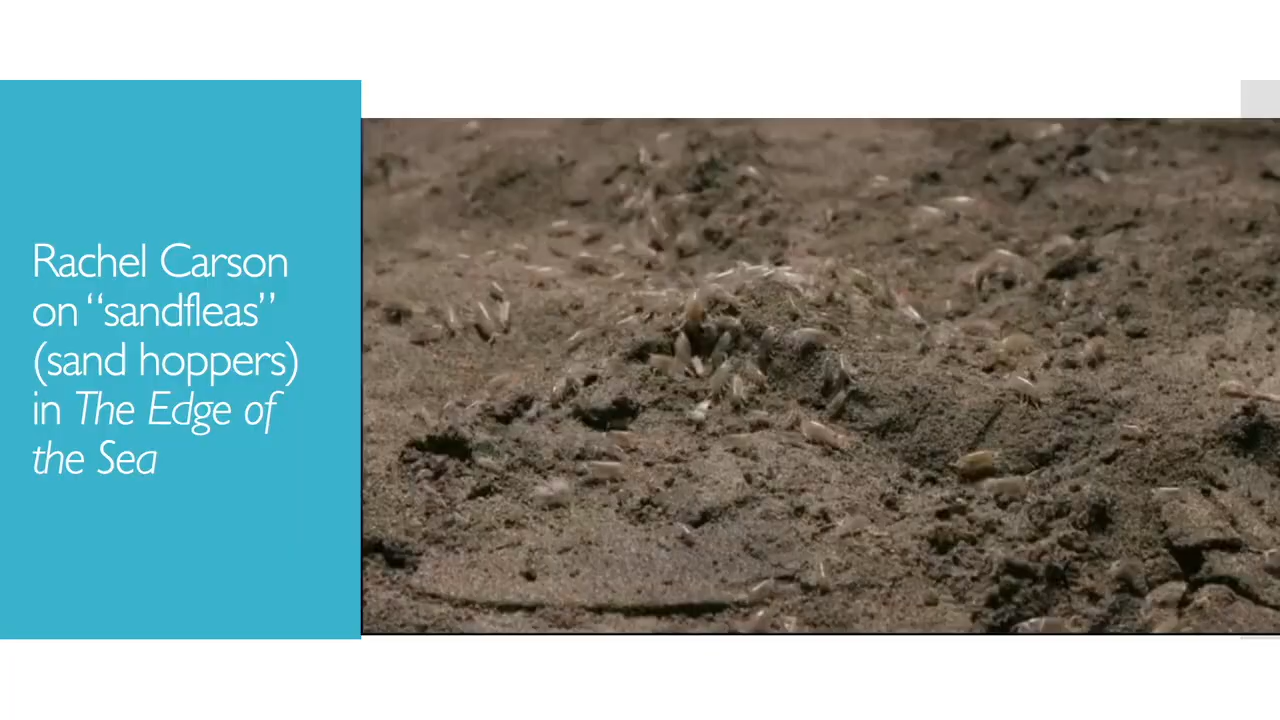 Rachel Carson
on “sandfleas”
(sand hoppers)
in The Edge of
the Sea